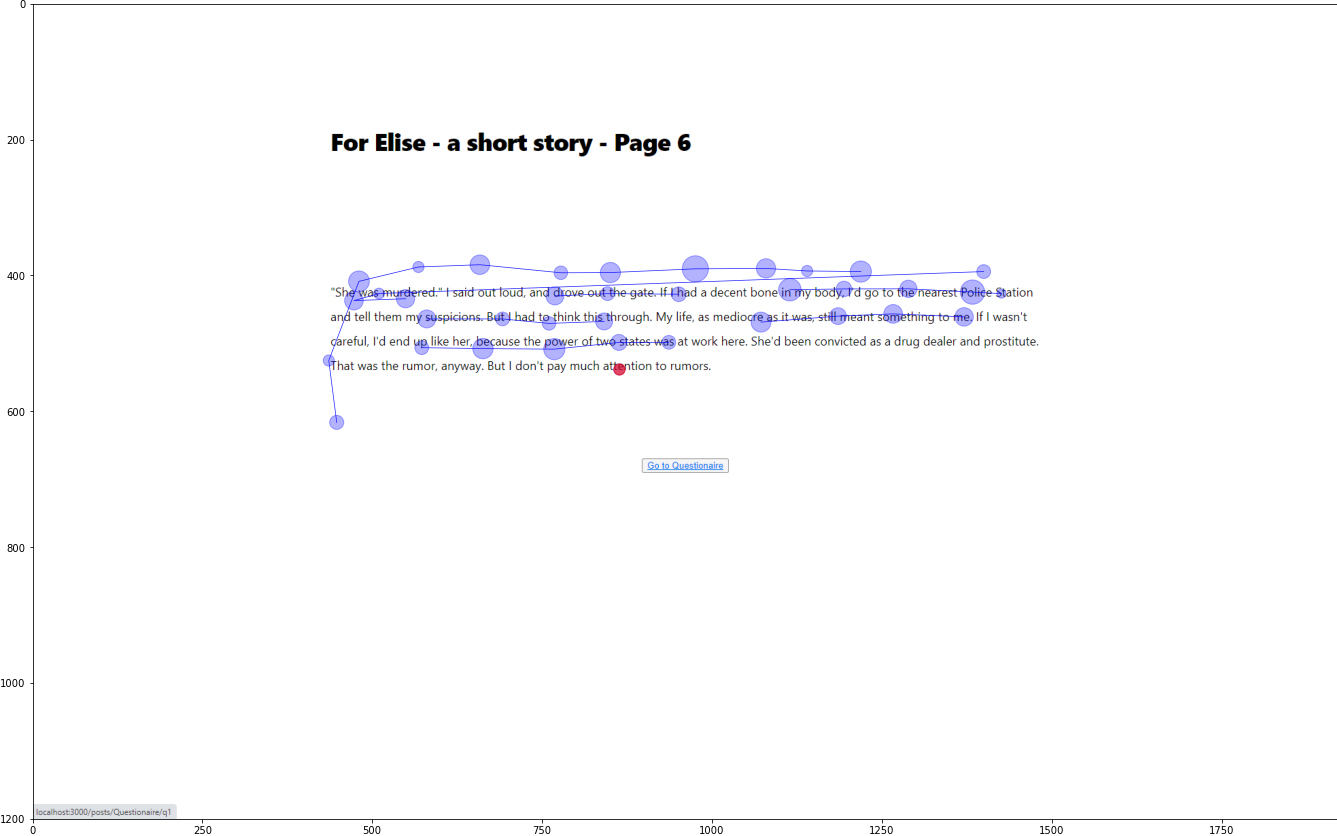 0
200
For Elise - a short story - Page 6
400
"She was murdered." I said out loud, and drove out the gate. If I had a decent bone in my body, I'd go to the nearest Police Station
and tell them my suspicions. But I had to think this through. My life, as mediocre as it was, still meant something to me. If I wasn't
careful, I'd end up like her, because the power of two states was at work here. She'd been convicted as a drug dealer and prostitute.
That was the rumor, anyway. But I don't pay much attention to rumors.
600
Go to Questionaire
800
1000
localhost:3000/posts/Questionaire/q1
1200
0 250 500 750 1000 1250 1500 1750